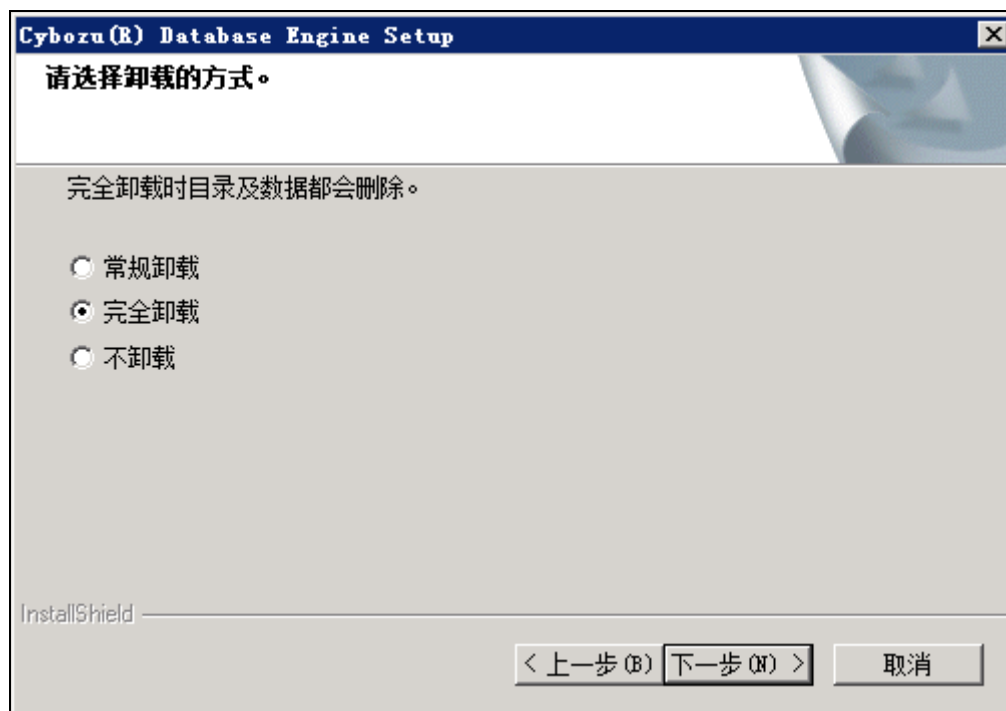 Cybozu(R) Database Engine Setup
请选择卸载的方式。
完全卸载时目录及数据都会删除。
常规卸载
完全卸载
不卸载
InstallShield
< 上一步(B) 下一步(N) > 取消